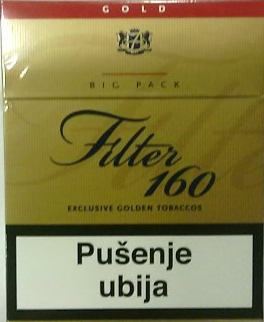 GOLD
BIG PACK
Filter
160
EXCLUSIVE GOLDEN TOBACCOS
Pušenje
ubija